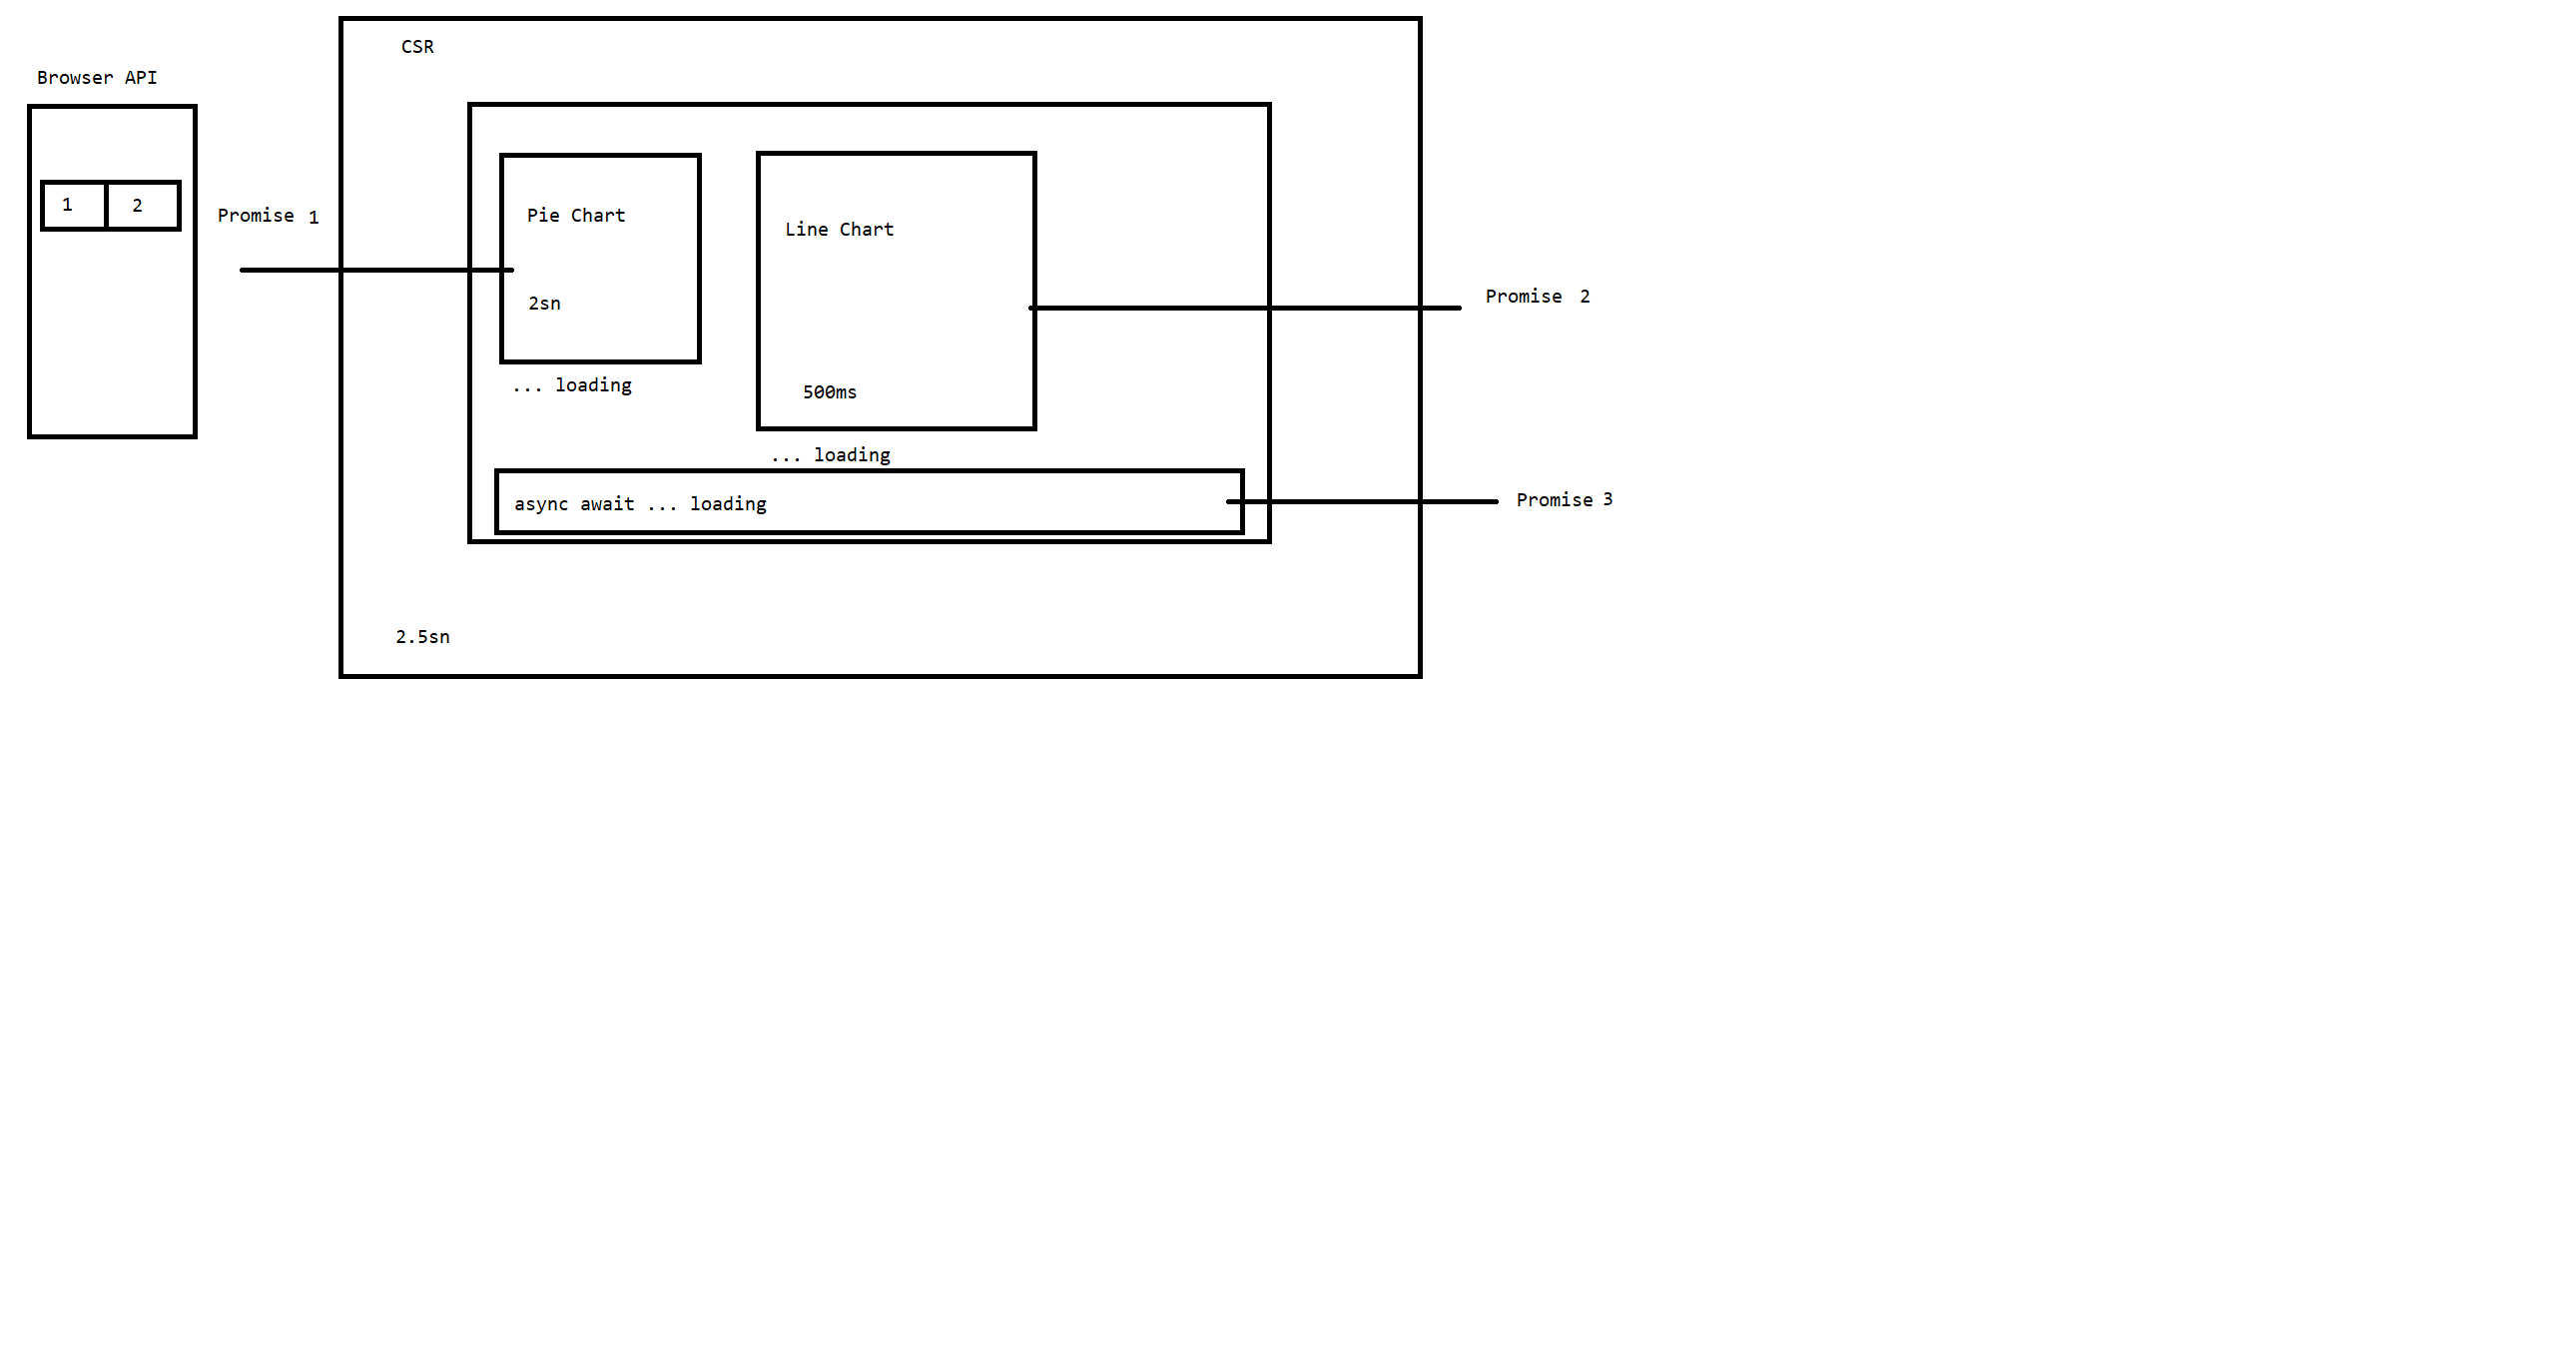 CSR
Browser API
1 2
Promise 1
Pie Chart
Line Chart
2sn
Promise 2
... loading
500ms
... loading
async await ... loading
Promise 3
2.5sn